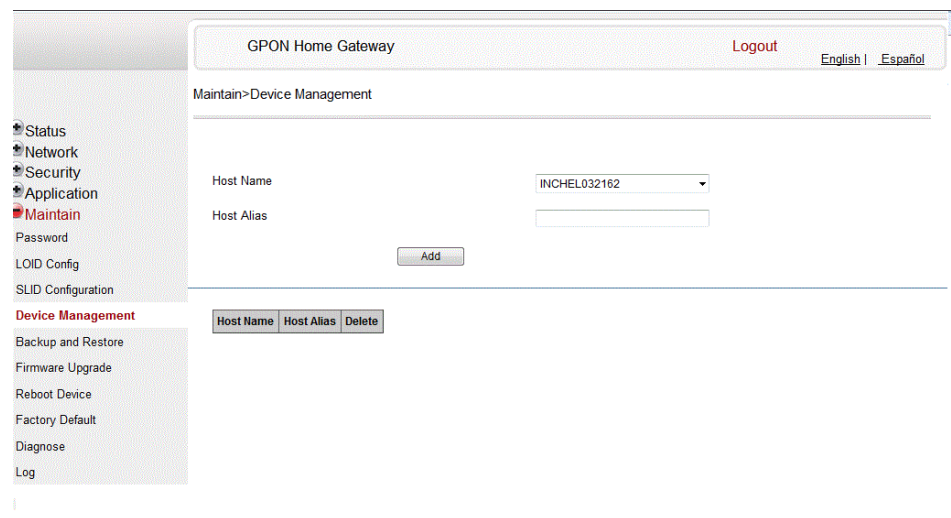 GPON Home Gateway
Logout
English | Español
Maintain>Device Management
Status
Network
Security
Application
Maintain
Password
LOID Config
SLID Configuration
Device Management
Backup and Restore
Firmware Upgrade
Reboot Device
Factory Default
Diagnose
Log
Host Name INCHEL032162
Host Alias
Add
Host Name Host Alias Delete